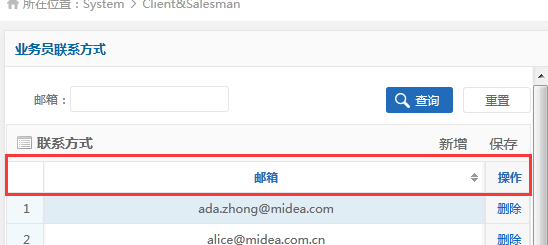 所在位置：System > Client&Salesman
业务员联系方式
邮箱： 查询 重置
联系方式 新增 保存
邮箱 操作
1 ada.zhong@midea.com 删除
2 alice@midea.com.cn 删除